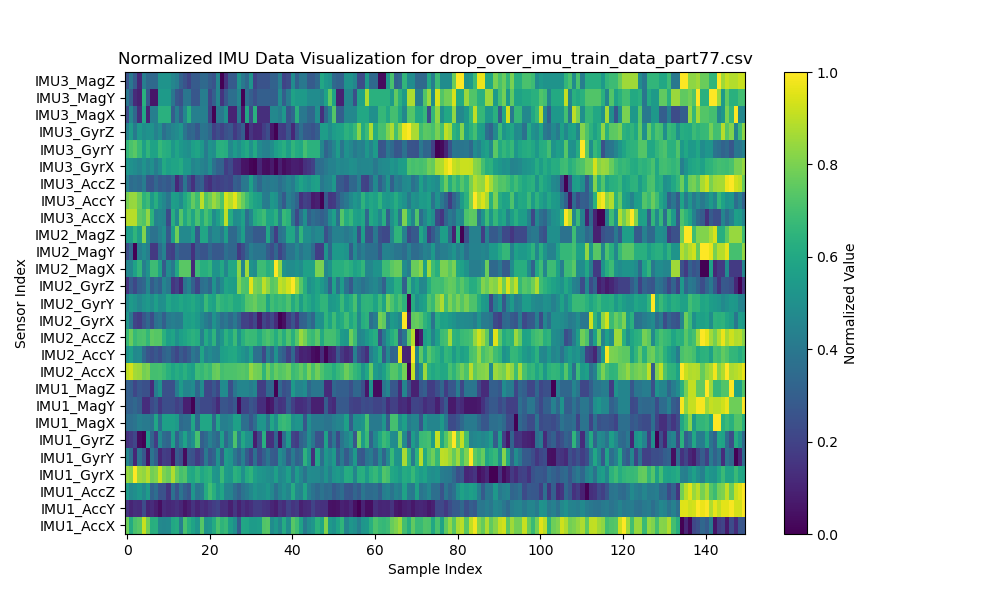 Normalized IMU Data Visualization for drop_over_imu_train_data_part77.csv
IMU3_MagZ
IMU3_MagY
IMU3_MagX
IMU3_GyrZ
IMU3_GyrY
IMU3_GyrX
IMU3_AccZ
IMU3_AccY
IMU3_AccX
IMU2_MagZ
IMU2_MagY
IMU2_MagX
IMU2_GyrZ
IMU2_GyrY
IMU2_GyrX
IMU2_AccZ
IMU2_AccY
IMU2_AccX
IMU1_MagZ
IMU1_MagY
IMU1_MagX
IMU1_GyrZ
IMU1_GyrY
IMU1_GyrX
IMU1_AccZ
IMU1_AccY
IMU1_AccX
Sensor Index
0 20 40 60 80 100 120 140
Sample Index
1.0
0.8
0.6
0.4
0.2
0.0
Normalized Value